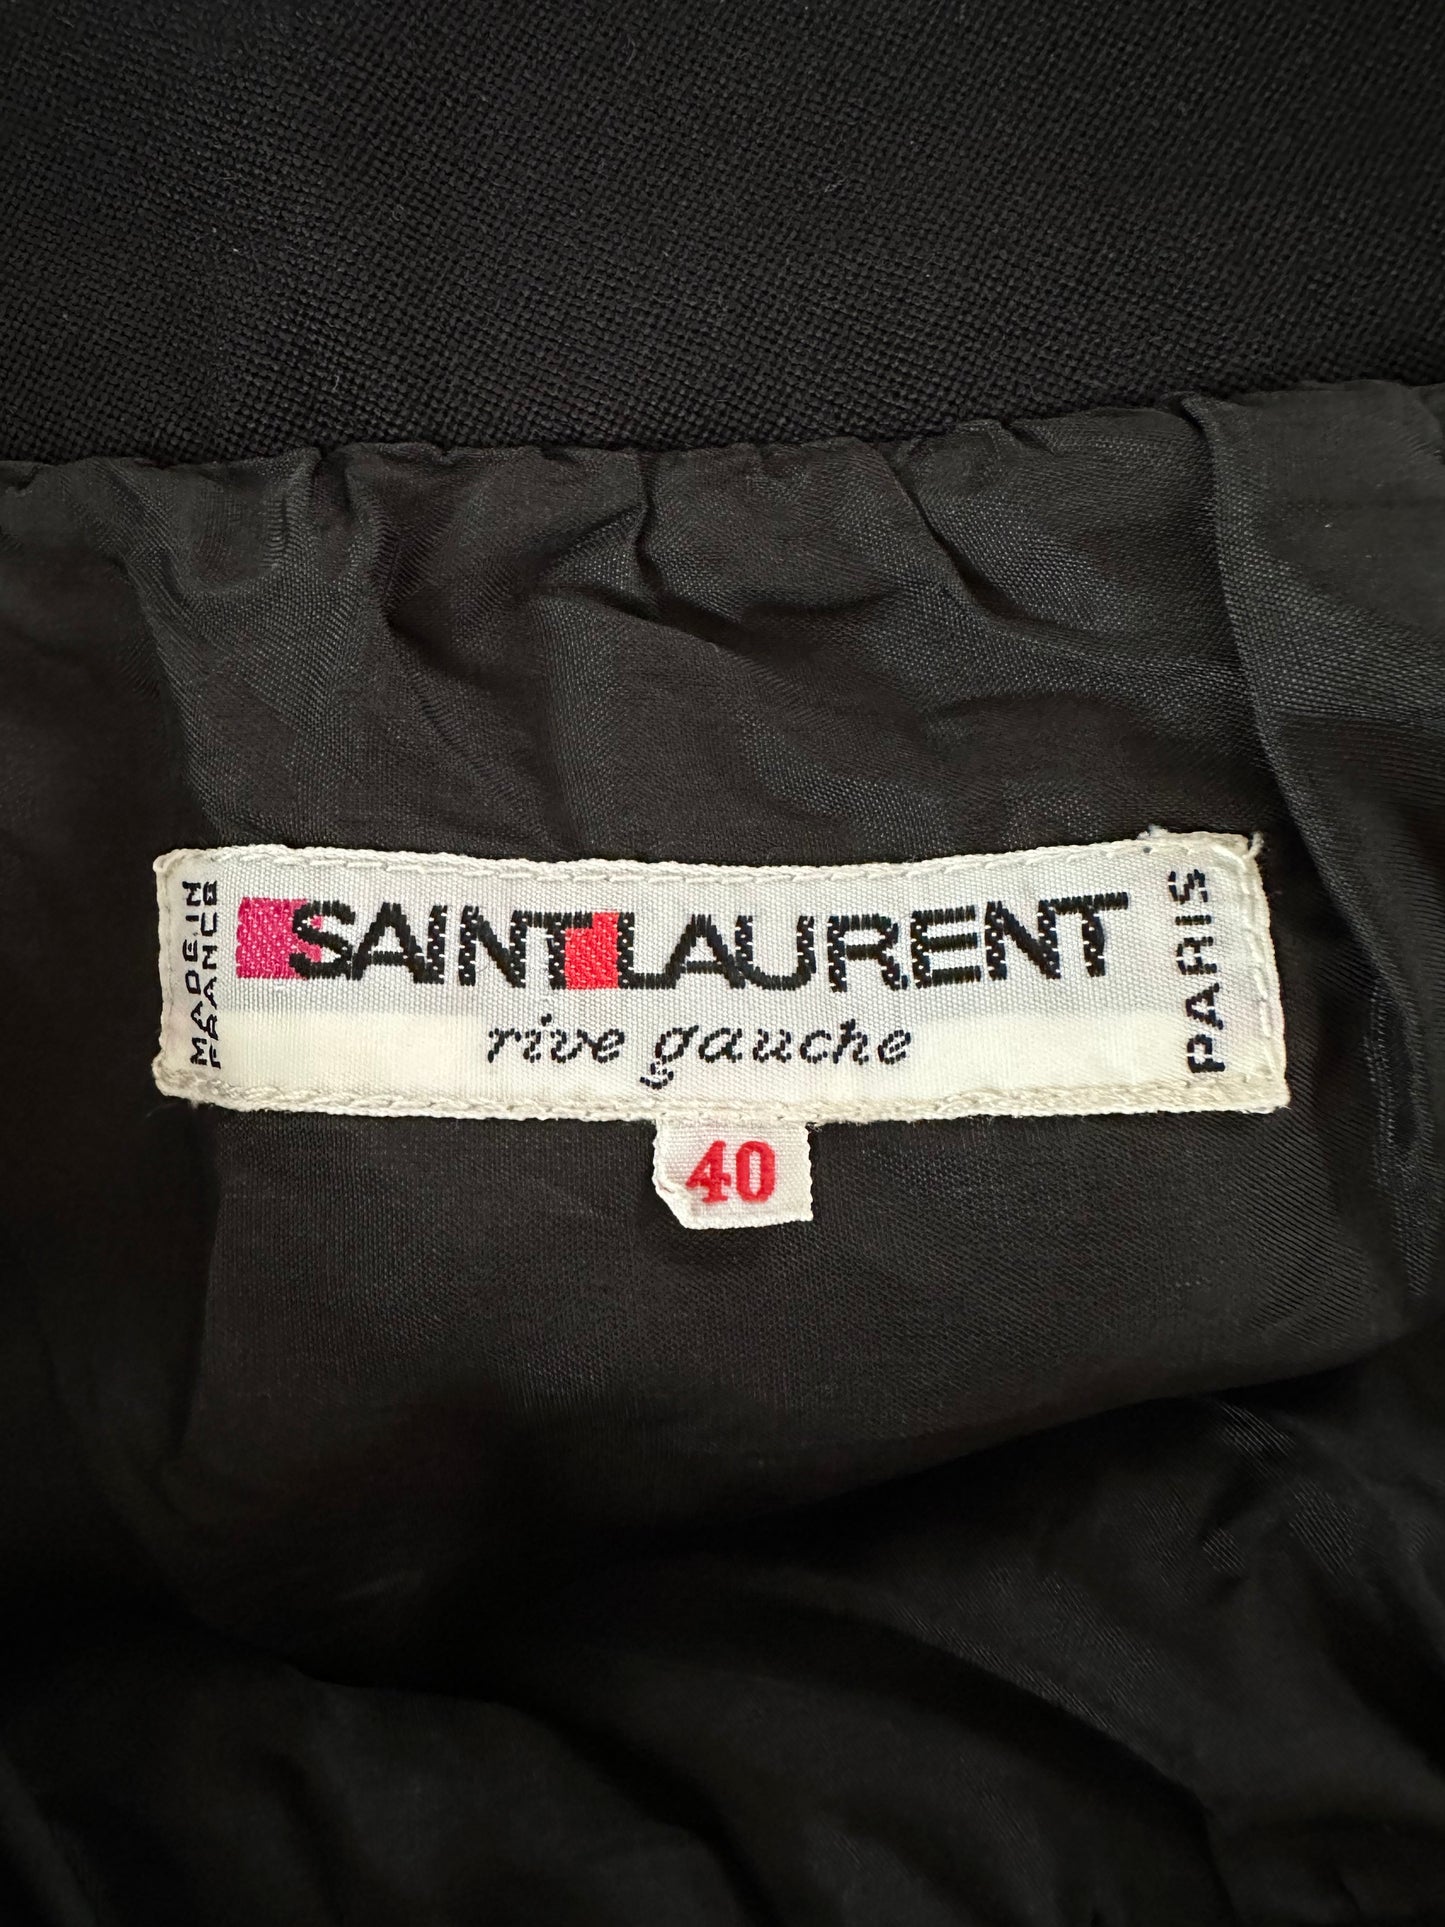 MADE IN
FRANCE
SAINT LAURENT
rive gauche
PARIS
40